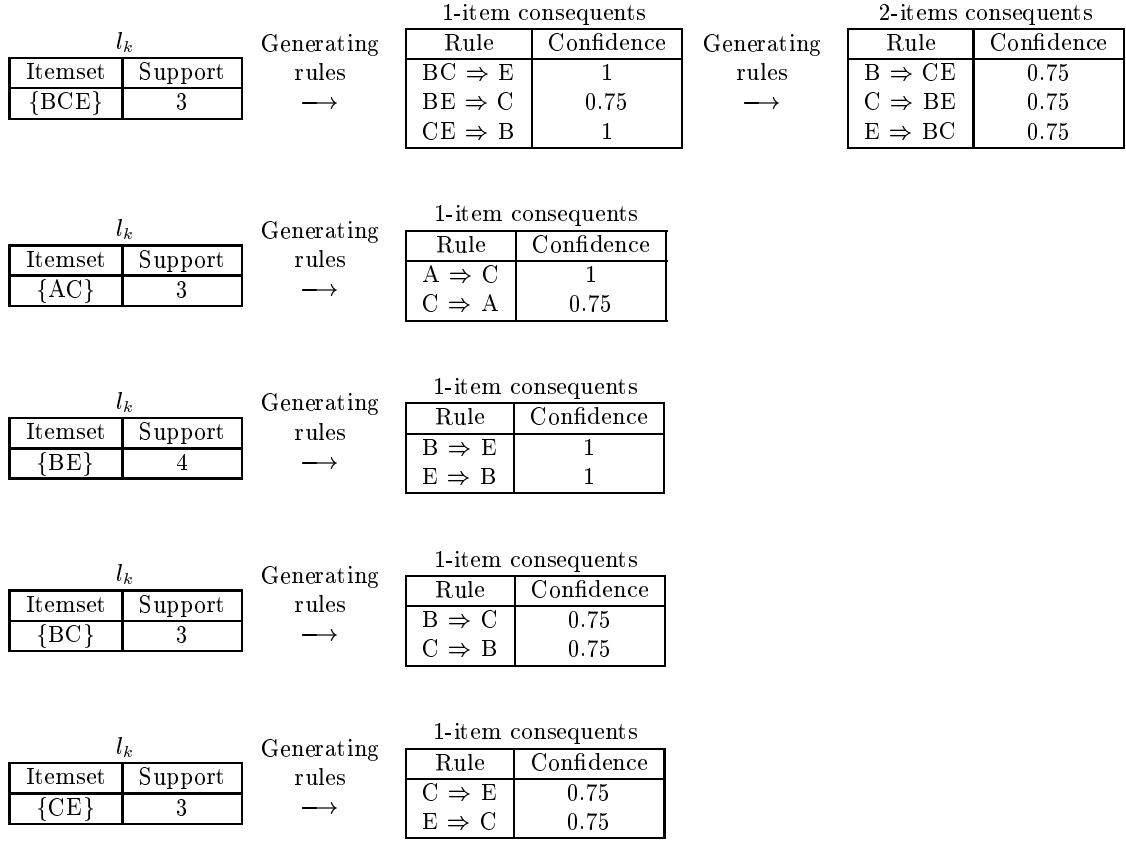 1-item consequents 2-items consequents
l_k Generating Rule Confidence Generating Rule Confidence
Itemset Support rules BC ⇒ E 1 rules B ⇒ CE 0.75
{BCE} 3 ⟶ BE ⇒ C 0.75 ⟶ C ⇒ BE 0.75
CE ⇒ B 1 E ⇒ BC 0.75
1-item consequents
l_k Generating Rule Confidence
Itemset Support rules A ⇒ C 1
{AC} 3 ⟶ C ⇒ A 0.75
1-item consequents
l_k Generating Rule Confidence
Itemset Support rules B ⇒ E 1
{BE} 4 ⟶ E ⇒ B 1
1-item consequents
l_k Generating Rule Confidence
Itemset Support rules B ⇒ C 0.75
{BC} 3 ⟶ C ⇒ B 0.75
1-item consequents
l_k Generating Rule Confidence
Itemset Support rules C ⇒ E 0.75
{CE} 3 ⟶ E ⇒ C 0.75